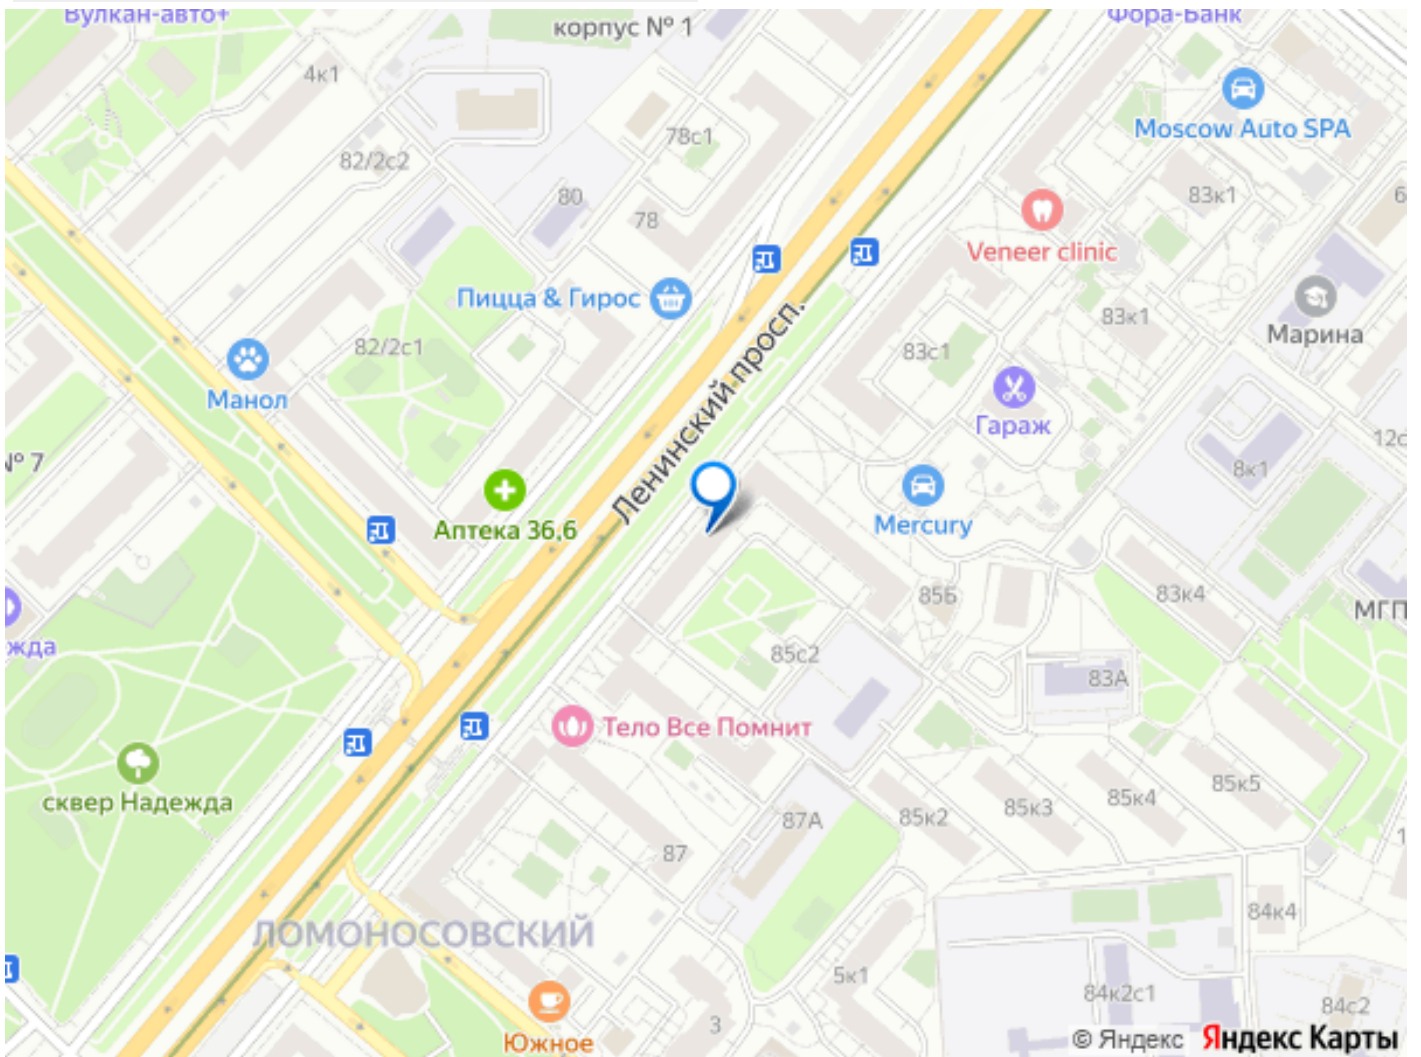 Вулкан-авто+
корпус № 1
Фора-Банк
4к1
Moscow Auto SPA
78с1
82/2с2
80
83к1
6
78
Veneer clinic
Пицца & Гирос
Марина
83к1
82/2с1
83с1
Манол
Ленинский просп.
Гараж
12с
№ 7
8к1
Аптека 36,6
Mercury
85Б
83к4
МГП
жда
85с2
83А
Тело Все Помнит
сквер Надежда
85к5
85к4
85к3
85к2
87А
1
87
84к4
ЛОМОНОСОВСКИЙ
5к1
84к2с1
84с2
3
Южное
© Яндекс Яндекс Карты